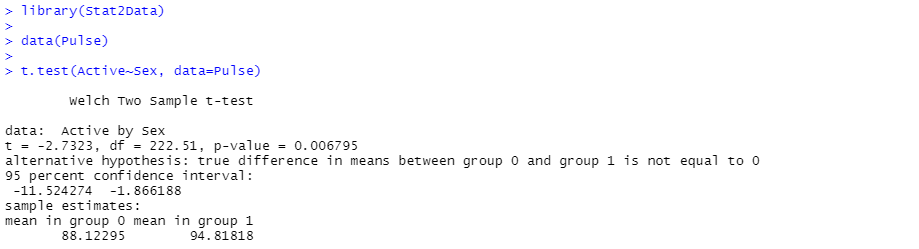 > library(Stat2Data)
>
> data(Pulse)
>
> t.test(Active~Sex, data=Pulse)
Welch Two Sample t-test
data:  Active by Sex
t = -2.7323, df = 222.51, p-value = 0.006795
alternative hypothesis: true difference in means between group 0 and group 1 is not equal to 0
95 percent confidence interval:
-11.524274  -1.866188
sample estimates:
mean in group 0 mean in group 1
88.12295        94.81818